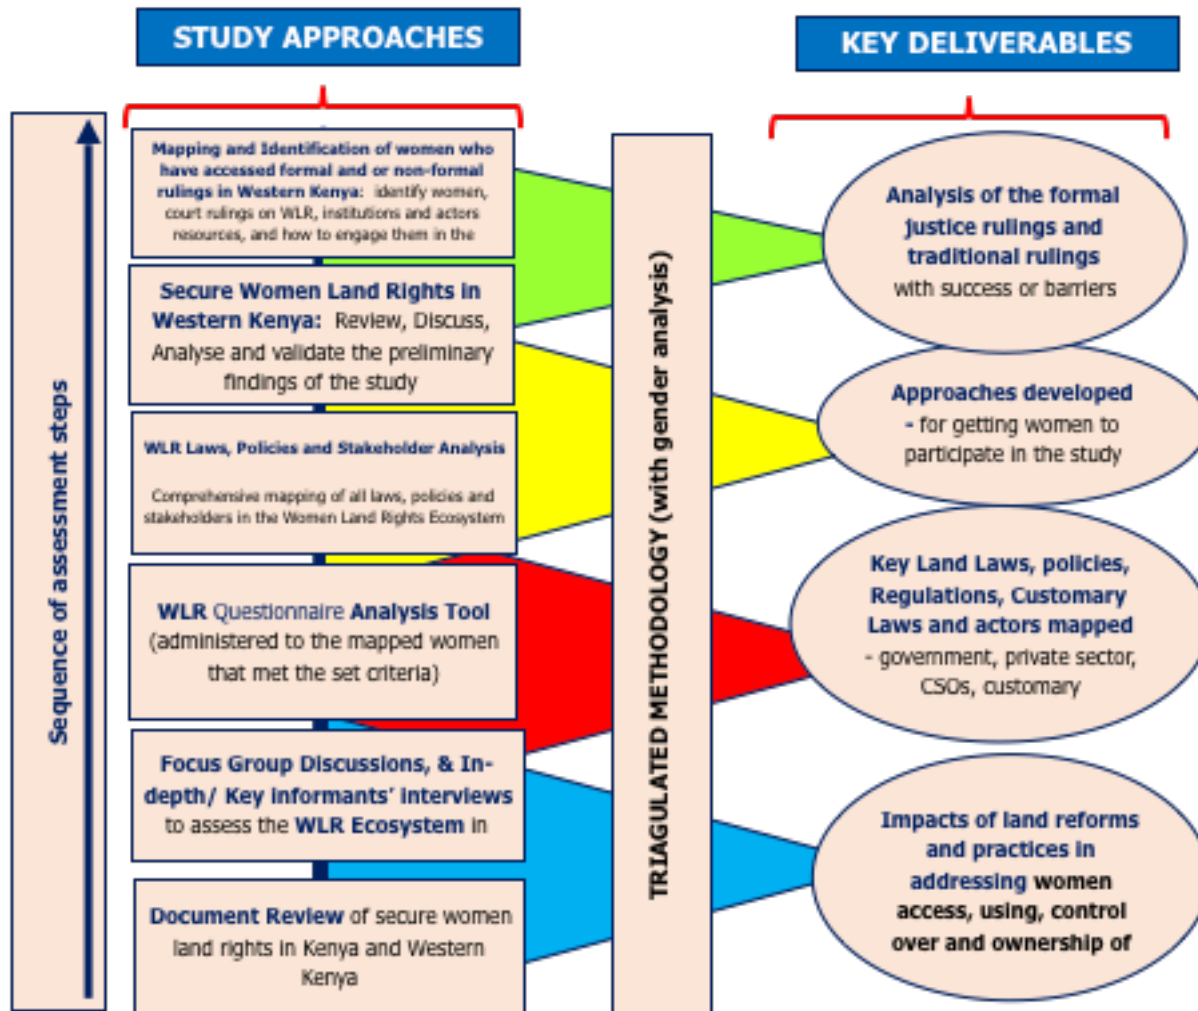 STUDY APPROACHES
KEY DELIVERABLES
Sequence of assessment steps
Mapping and Identification of women who
have accessed formal and or non-formal
rulings in Western Kenya: identify women,
court rulings on WLR, institutions and actors
resources, and how to engage them in the
Secure Women Land Rights in
Western Kenya: Review, Discuss,
Analyse and validate the preliminary
findings of the study
WLR Laws, Policies and Stakeholder Analysis
Comprehensive mapping of all laws, policies and
stakeholders in the Women Land Rights Ecosystem
WLR Questionnaire Analysis Tool
(administered to the mapped women
that met the set criteria)
Focus Group Discussions, & In-
depth/ Key informants' interviews
to assess the WLR Ecosystem in
Document Review of secure women
land rights in Kenya and Western
Kenya
TRIAGULATED METHODOLOGY (with gender analysis)
Analysis of the formal
justice rulings and
traditional rulings
with success or barriers
Approaches developed
- for getting women to
participate in the study
Key Land Laws, policies,
Regulations, Customary
Laws and actors mapped
- government, private sector,
CSOs, customary
Impacts of land reforms
and practices in
addressing women
access, using, control
over and ownership of